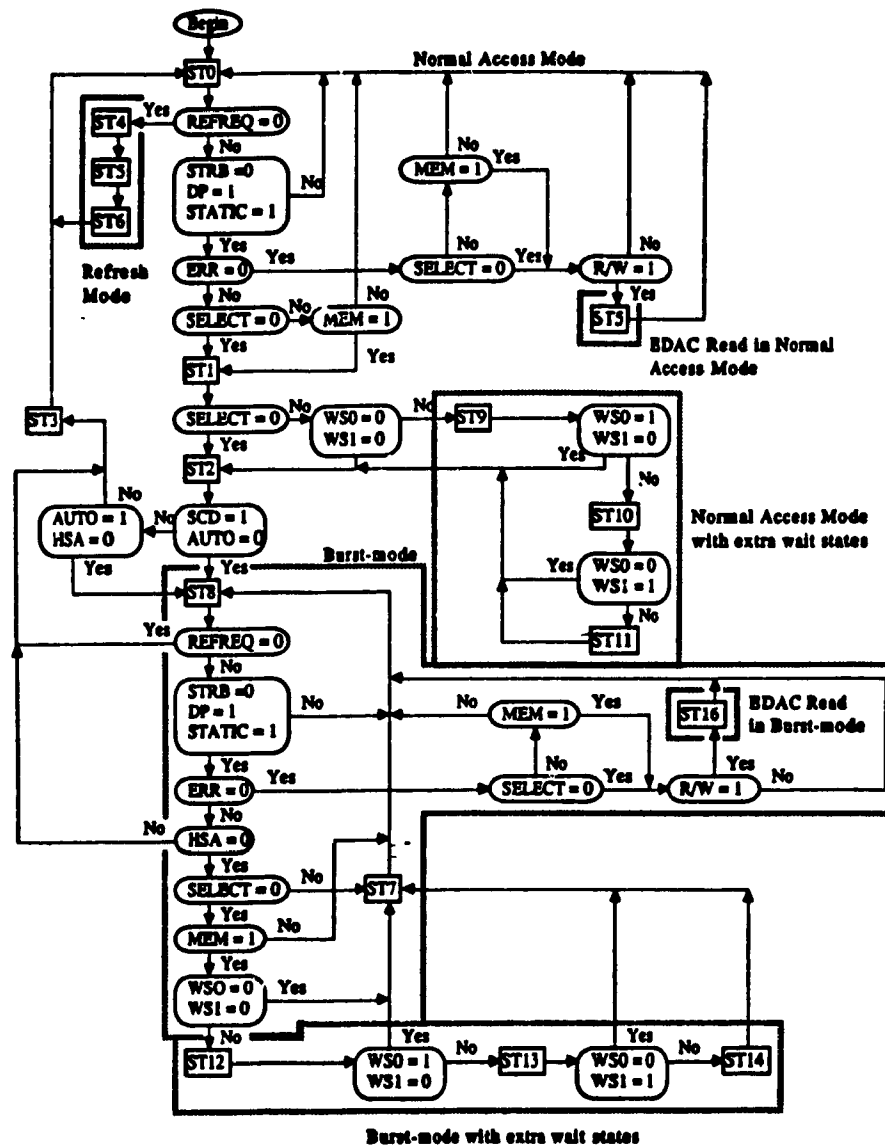 Begin
Normal Access Mode
ST0
Yes
ST4
REFREQ = 0
No
ST5
STRB =0
DP = 1
STATIC = 1
No
No
MEM = 1
Yes
ST6
Yes
Yes
No
Yes
No
Refresh
Mode
ERR = 0
SELECT = 0
R/W = 1
No
No
Yes
SELECT = 0
No
MEM = 1
ST5
Yes
Yes
EDAC Read in Normal
Access Mode
ST1
ST3
SELECT = 0
No
WS0 = 0
WS1 = 0
No
ST9
WS0 = 1
WS1 = 0
Yes
Yes
ST2
No
No
AUTO = 1
HSA = 0
No
SCD = 1
AUTO = 0
ST10
Normal Access Mode
with extra wait states
Yes
Yes
Burst-mode
Yes
WS0 = 0
WS1 = 1
ST8
No
Yes
REFREQ = 0
ST11
No
STRB =0
DP = 1
STATIC = 1
No
No
MEM = 1
Yes
ST16
EDAC Read
in Burst-mode
Yes
Yes
No
Yes
Yes
No
ERR = 0
SELECT = 0
R/W = 1
No
No
HSA = 0
Yes
SELECT = 0
No
ST7
Yes
MEM = 1
No
Yes
WSO = 0
WS1 = 0
Yes
No
Yes
Yes
ST12
WS0 = 1
WS1 = 0
No
ST13
WS0 = 0
WS1 = 1
No
ST14
Burst-mode with extra wait states